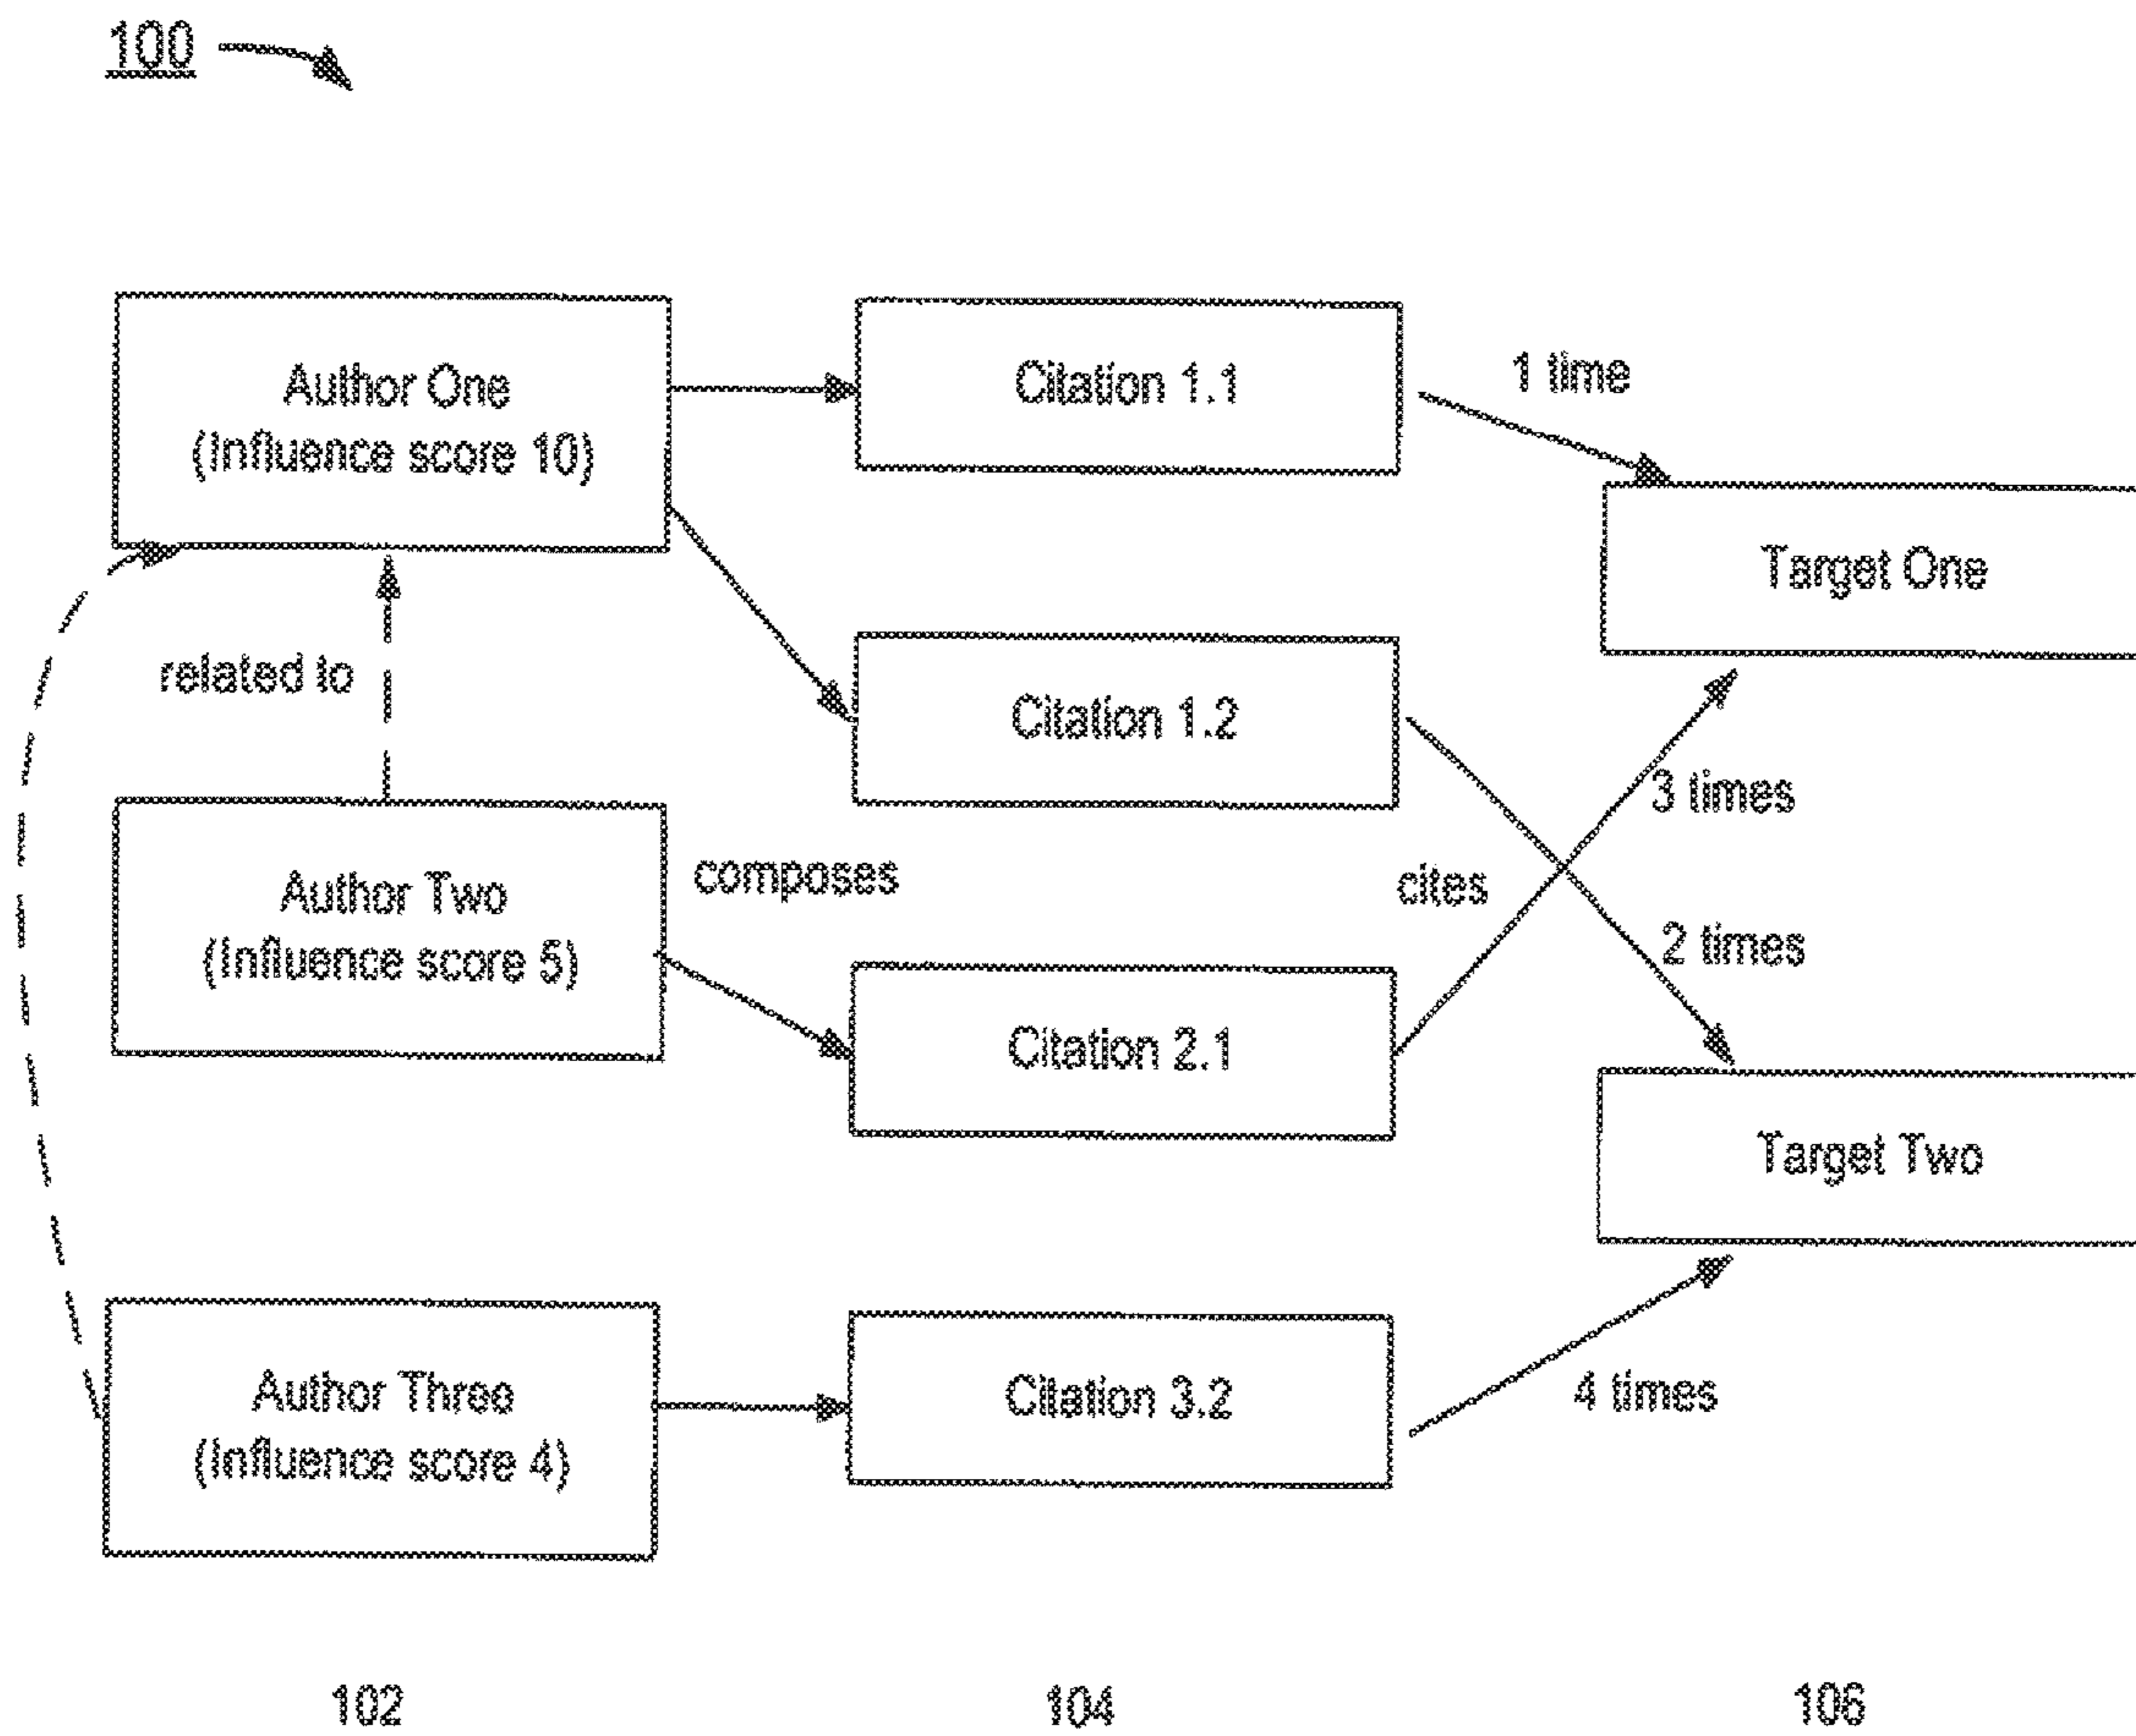 100
Author One
(Influence score 10)
Citation 1.1
1 time
Target One
related to
Citation 1.2
3 times
Author Two
(Influence score 5)
composes
cites
2 times
Citation 2.1
Target Two
Author Three
(Influence score 4)
Citation 3.2
4 times
102
104
106